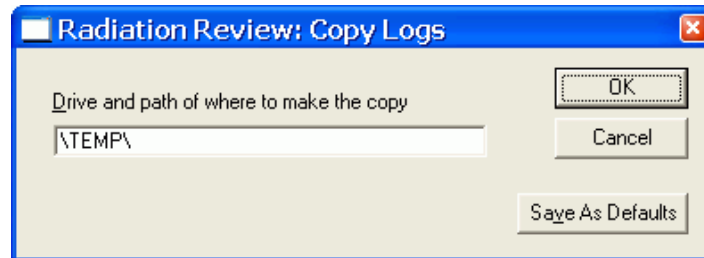 Radiation Review: Copy Logs
Drive and path of where to make the copy
\TEMP\
OK
Cancel
Save As Defaults